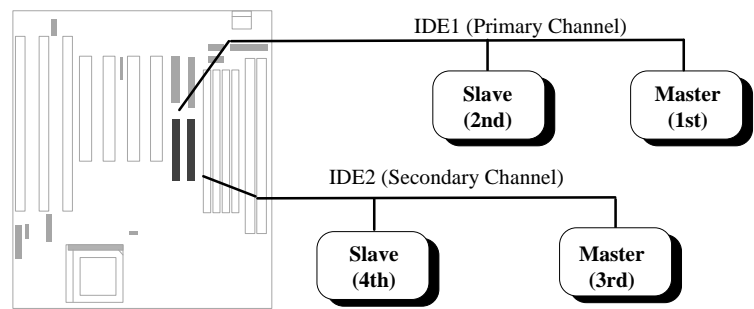 IDE1 (Primary Channel)
Slave
(2nd)
Master
(1st)
IDE2 (Secondary Channel)
Slave
(4th)
Master
(3rd)